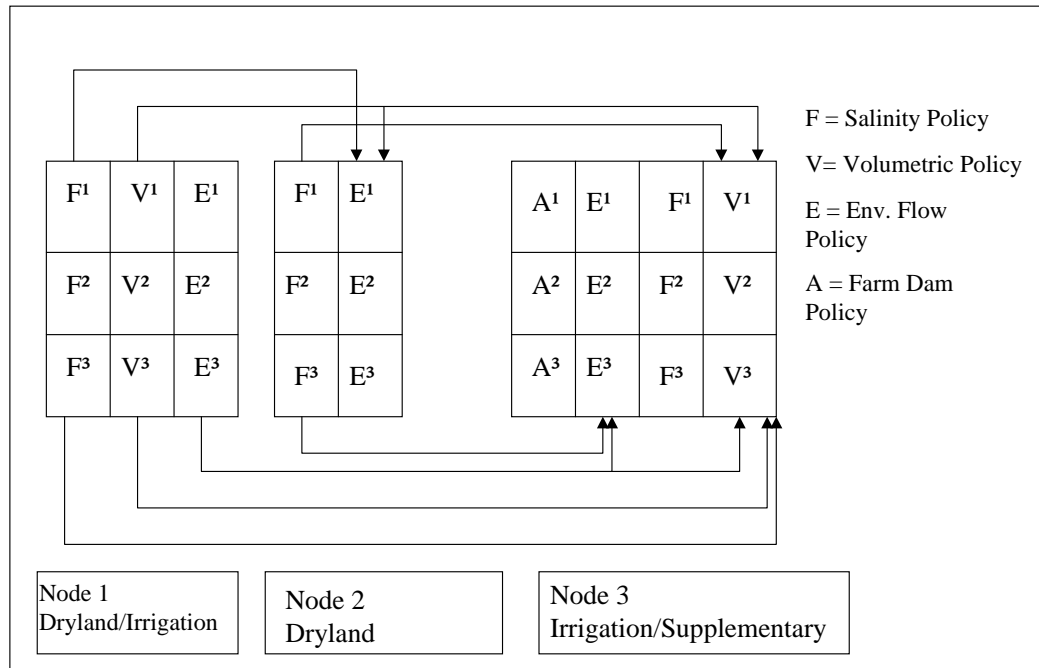 F¹ V¹ E¹
F² V² E²
F³ V³ E³
F¹ E¹
F² E²
F³ E³
A¹ E¹ F¹ V¹
A² E² F² V²
A³ E³ F³ V³
F = Salinity Policy
V= Volumetric Policy
E = Env. Flow
Policy
A = Farm Dam
Policy
Node 1
Dryland/Irrigation
Node 2
Dryland
Node 3
Irrigation/Supplementary